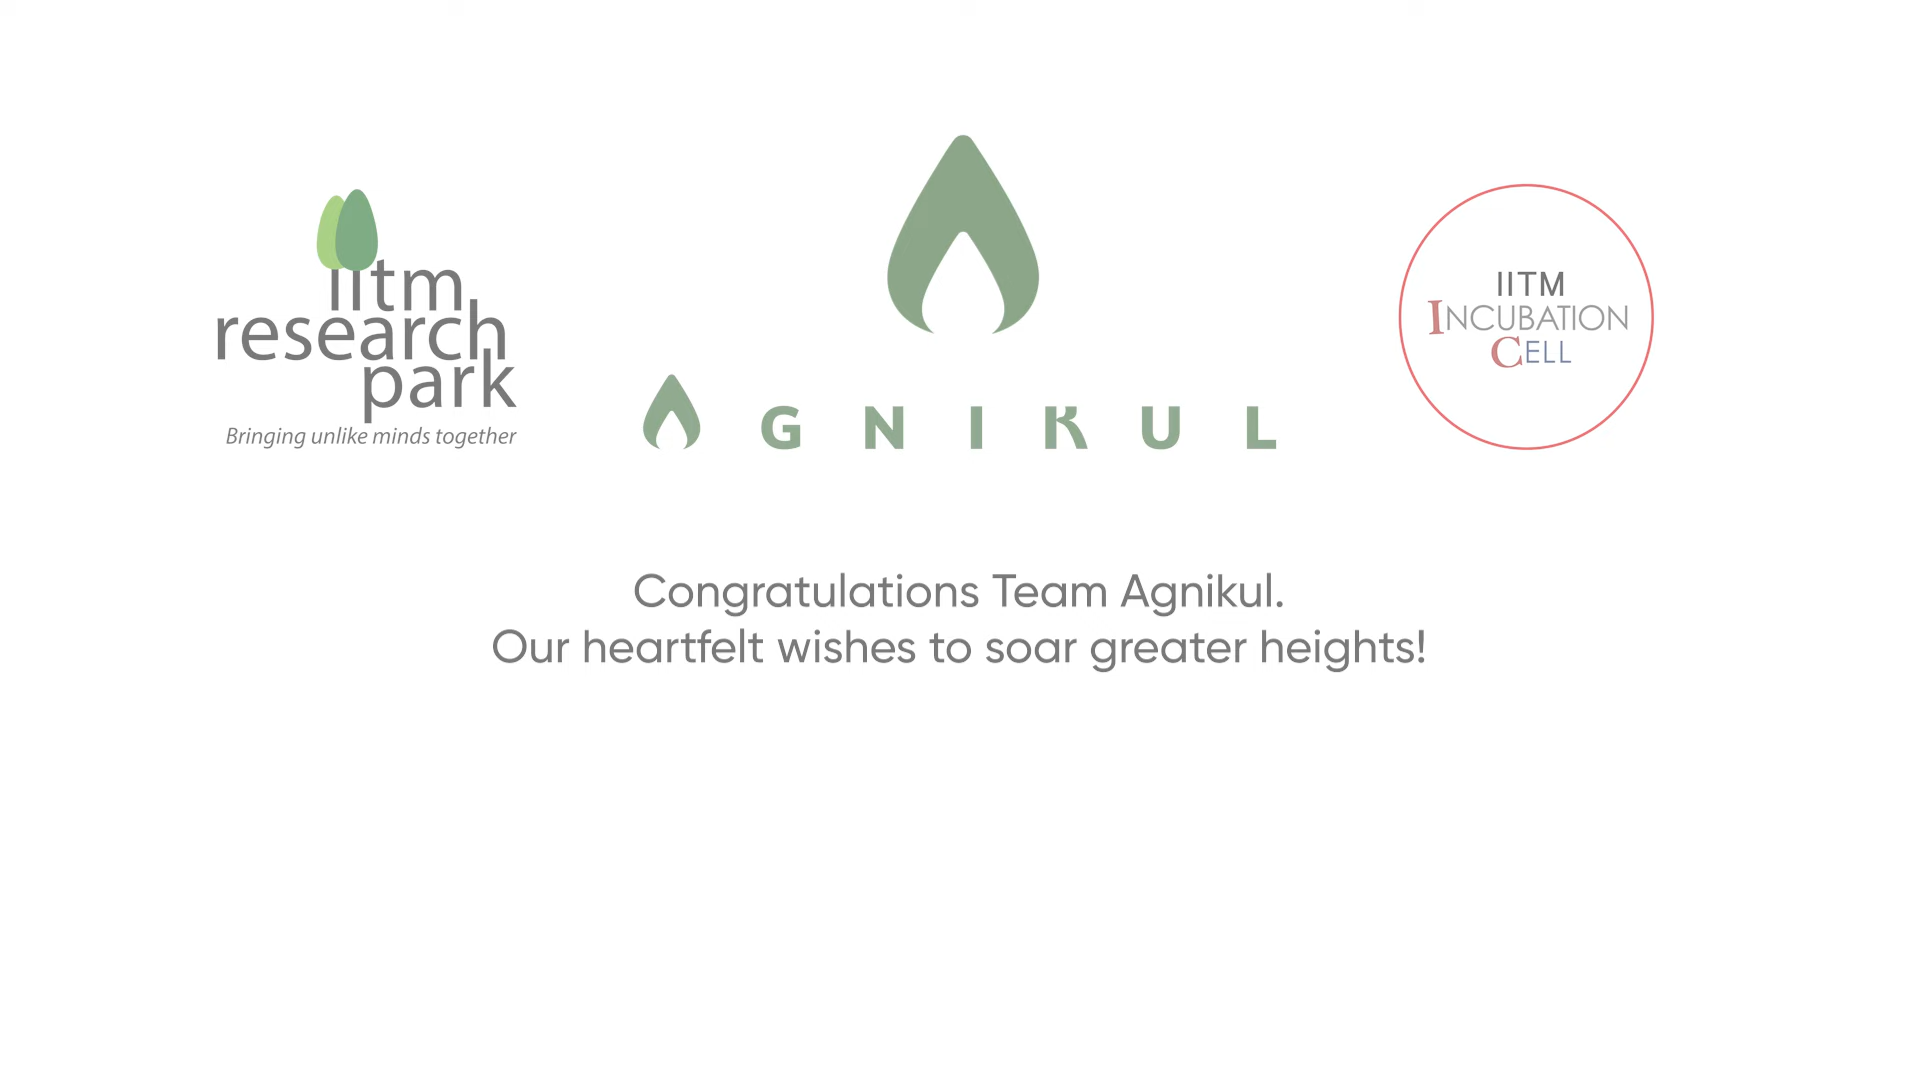 iitm
research
park
Bringing unlike minds together
AGNIKUL
IITM
INCUBATION
CELL
Congratulations Team Agnikul.
Our heartfelt wishes to soar greater heights!